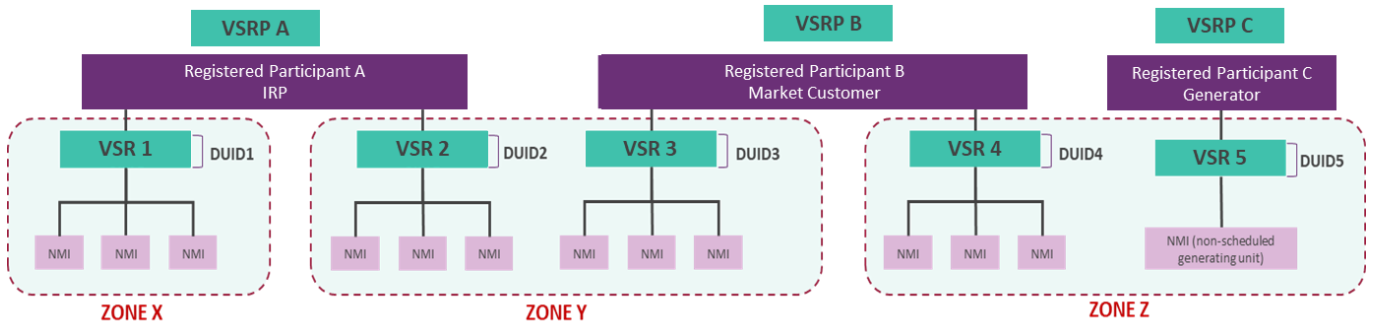 VSRP A
VSRP B
VSRP C
Registered Participant A
IRP
Registered Participant B
Market Customer
Registered Participant C
Generator
VSR 1
DUID1
VSR 2
DUID2
VSR 3
DUID3
VSR 4
DUID4
VSR 5
DUID5
NMI
NMI
NMI
NMI
NMI
NMI
NMI
NMI
NMI
NMI
NMI
NMI
NMI (non-scheduled
generating unit)
ZONE X
ZONE Y
ZONE Z